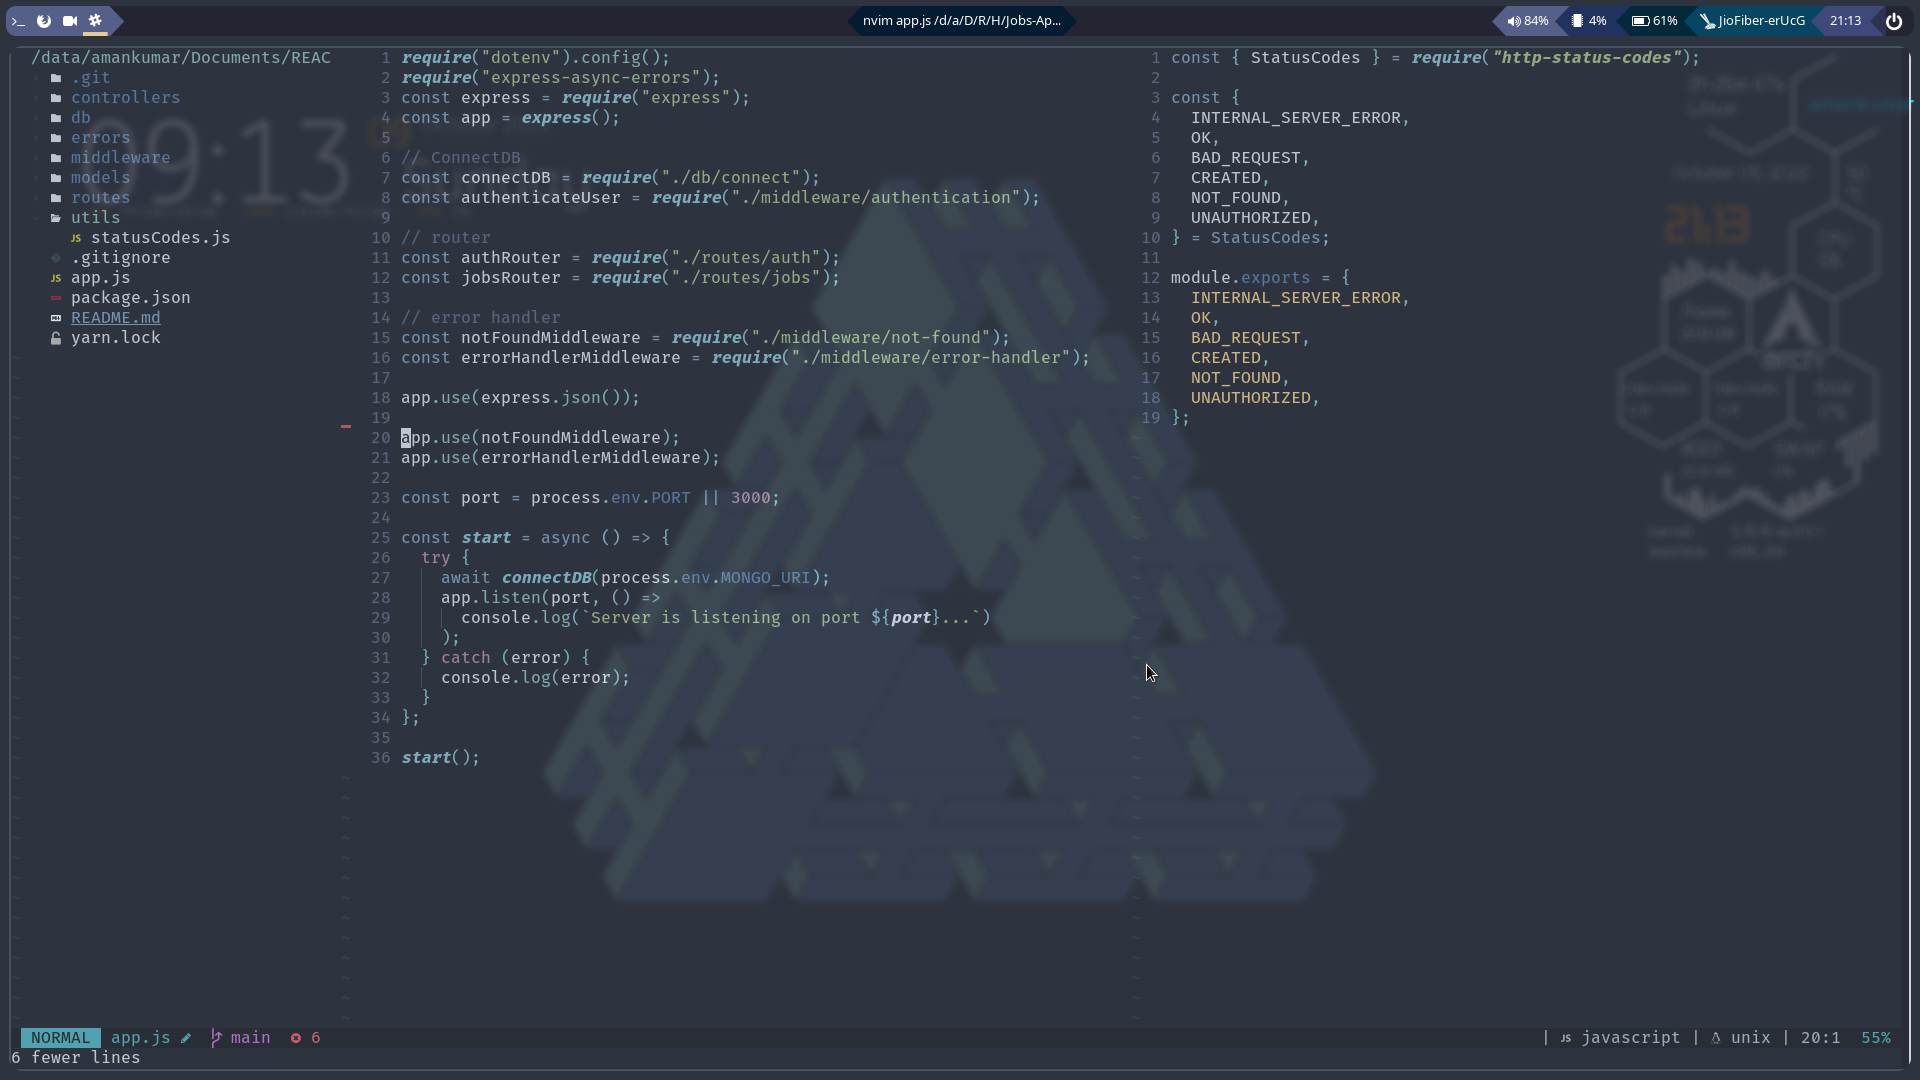 nvim app.js /d/a/D/R/H/Jobs-Ap...
84%
4%
61%
JioFiber-erUcG
21:13
/data/amankumar/Documents/REAC
.git
controllers
db
errors
middleware
models
routes
utils
JS statusCodes.js
.gitignore
JS app.js
package.json
README.md
yarn.lock
1 require("dotenv").config();
2 require("express-async-errors");
3 const express = require("express");
4 const app = express();
5
6 // ConnectDB
7 const connectDB = require("./db/connect");
8 const authenticateUser = require("./middleware/authentication");
9
10 // router
11 const authRouter = require("./routes/auth");
12 const jobsRouter = require("./routes/jobs");
13
14 // error handler
15 const notFoundMiddleware = require("./middleware/not-found");
16 const errorHandlerMiddleware = require("./middleware/error-handler");
17
18 app.use(express.json());
19
20 app.use(notFoundMiddleware);
21 app.use(errorHandlerMiddleware);
22
23 const port = process.env.PORT || 3000;
24
25 const start = async () => {
26 try {
27 await connectDB(process.env.MONGO_URI);
28 app.listen(port, () =>
29 console.log(`Server is listening on port ${port}...`)
30 );
31 } catch (error) {
32 console.log(error);
33 }
34 };
35
36 start();
1 const { StatusCodes } = require("http-status-codes");
2
3 const {
4 INTERNAL_SERVER_ERROR,
5 OK,
6 BAD_REQUEST,
7 CREATED,
8 NOT_FOUND,
9 UNAUTHORIZED,
10 } = StatusCodes;
11
12 module.exports = {
13 INTERNAL_SERVER_ERROR,
14 OK,
15 BAD_REQUEST,
16 CREATED,
17 NOT_FOUND,
18 UNAUTHORIZED,
19 };
09:13
21:13
NORMAL app.js main 6
| JS javascript | unix | 20:1 55%
6 fewer lines